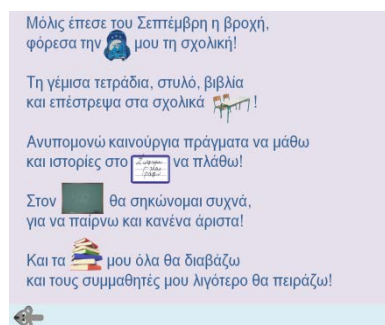 Μόλις έπεσε του Σεπτέμβρη η βροχή,
φόρεσα την μου τη σχολική!
Τη γέμισα τετράδια, στυλό, βιβλία
και επέστρεψα στα σχολικά !
Ανυπομονώ καινούργια πράγματα να μάθω
και ιστορίες στο να πλάθω!
Στον θα σηκώνομαι συχνά,
για να παίρνω και κανένα άριστα!
Και τα μου όλα θα διαβάζω
και τους συμμαθητές μου λιγότερο θα πειράζω!